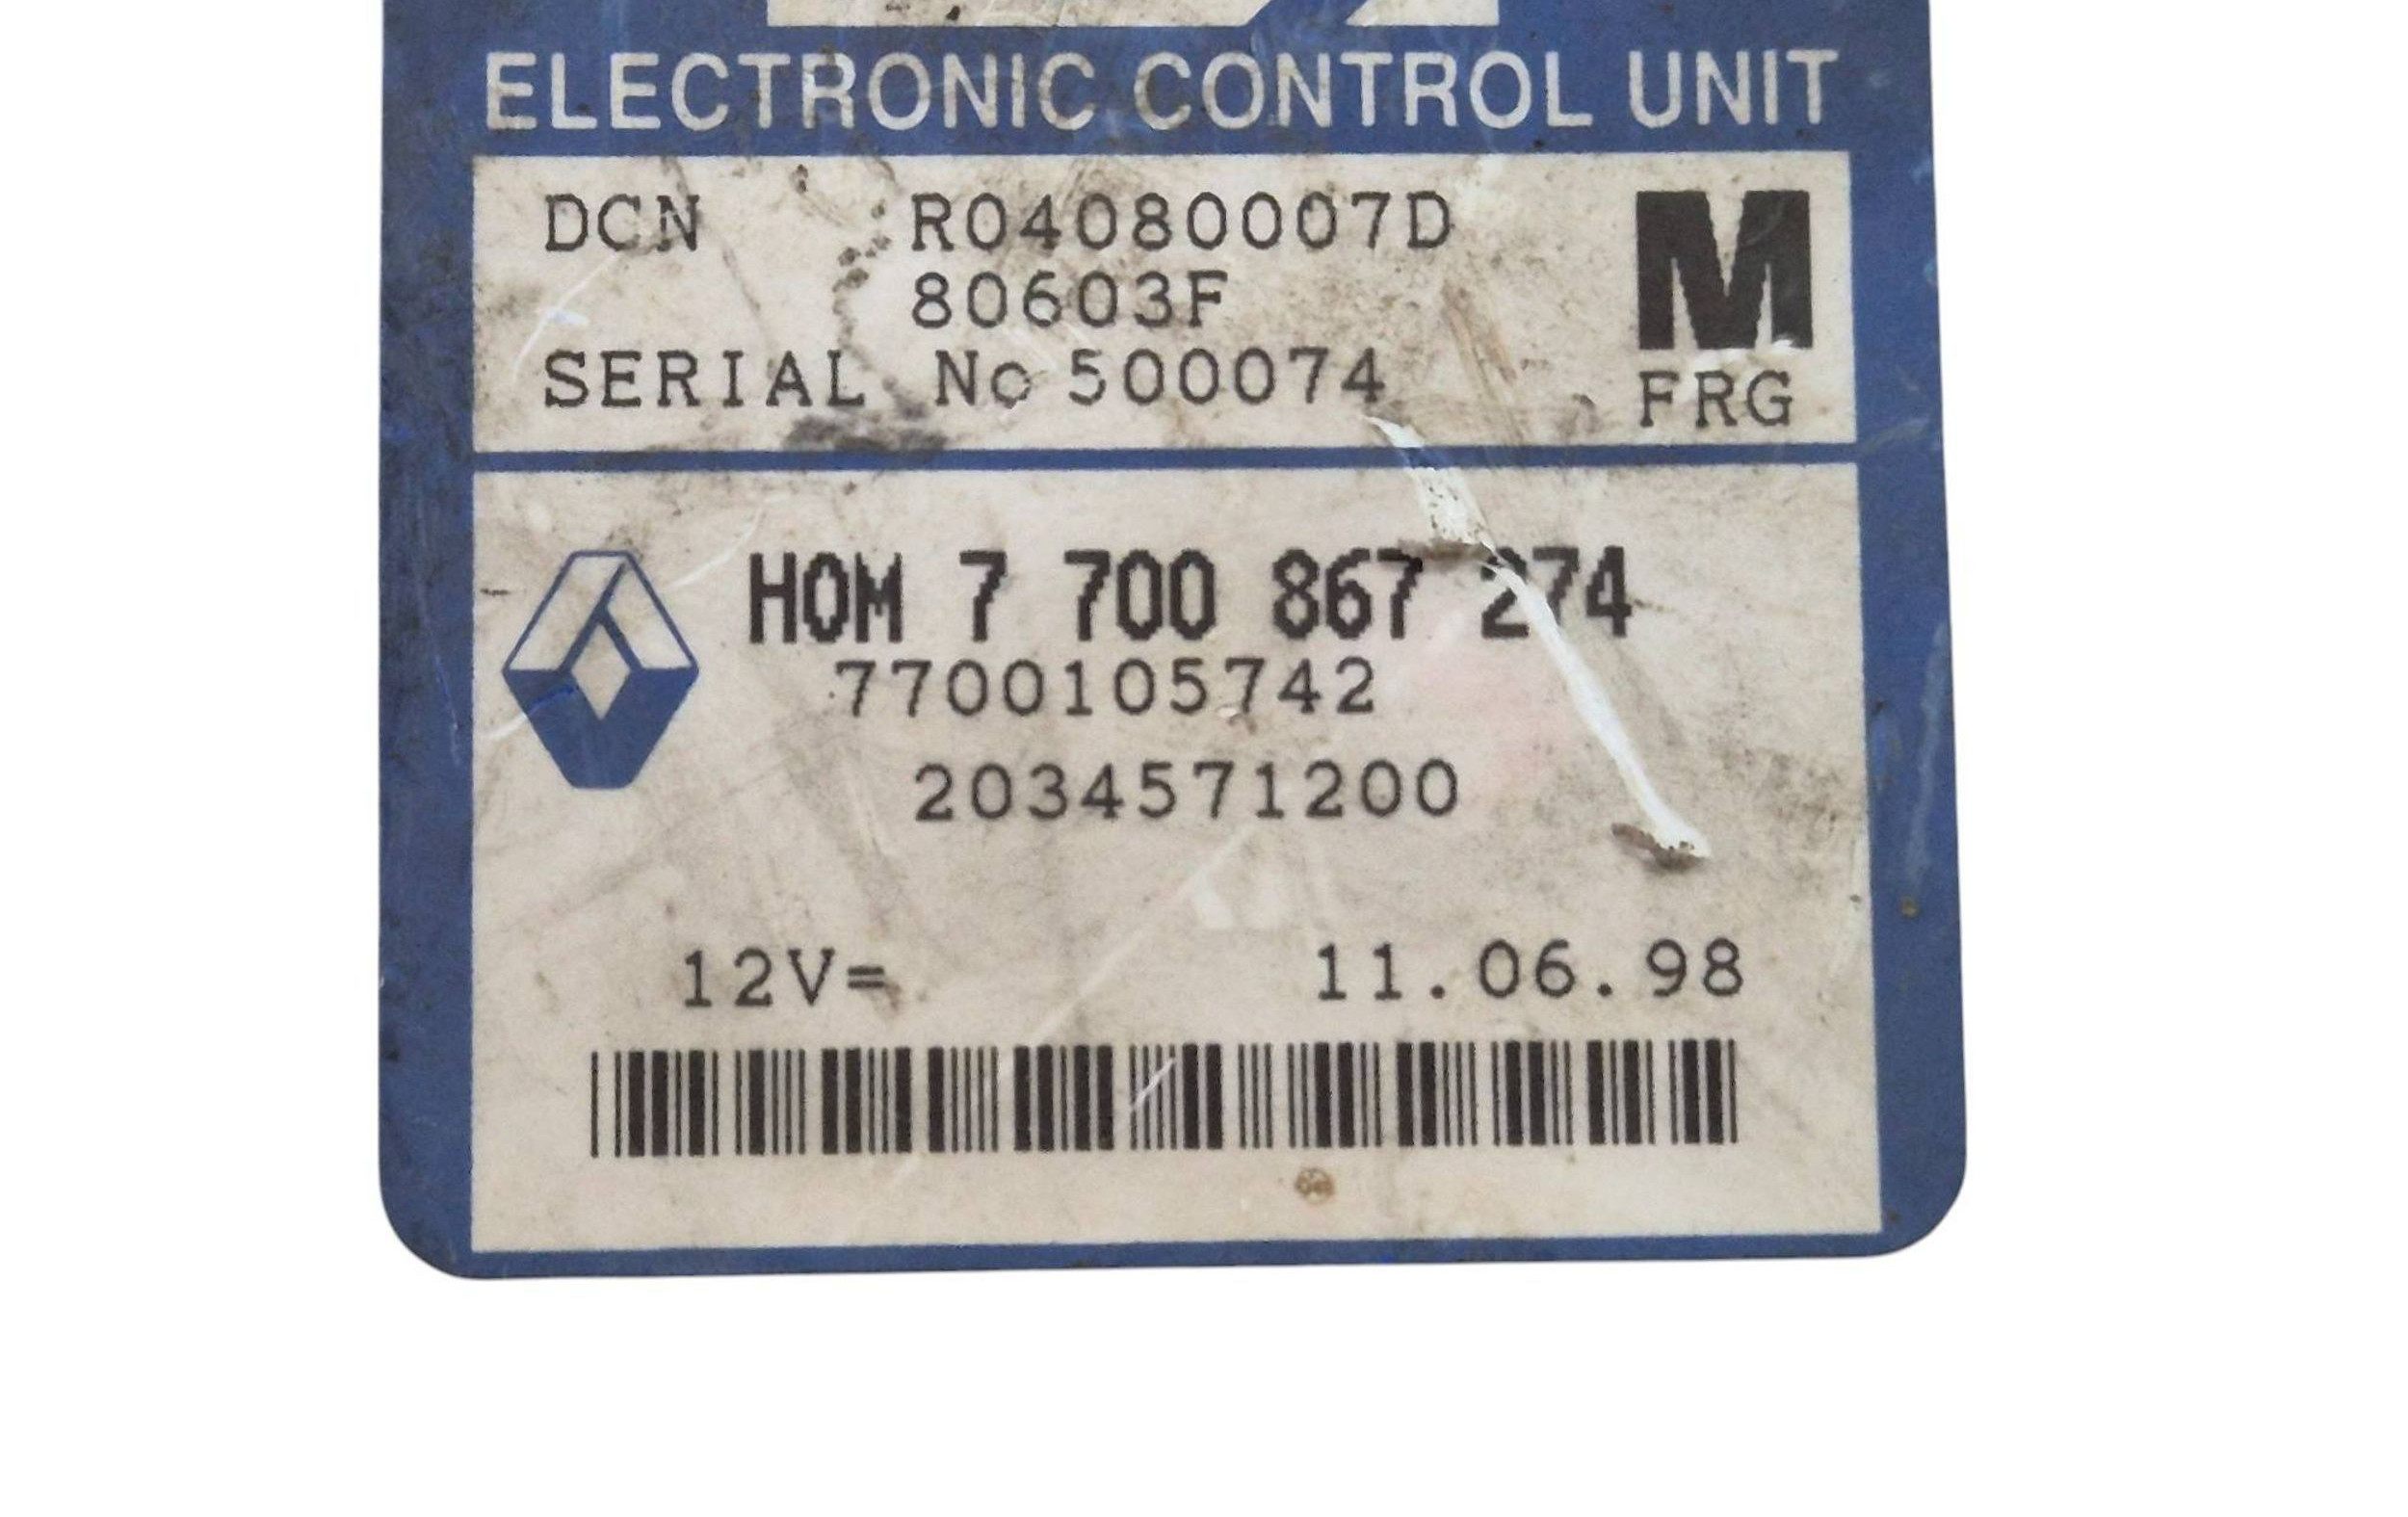 ELECTRONIC CONTROL UNIT
DCN R04080007D
80603F
M
SERIAL No 500074
FRG
HOM 7 700 867 274
7700105742
2034571200
12V= 11.06.98